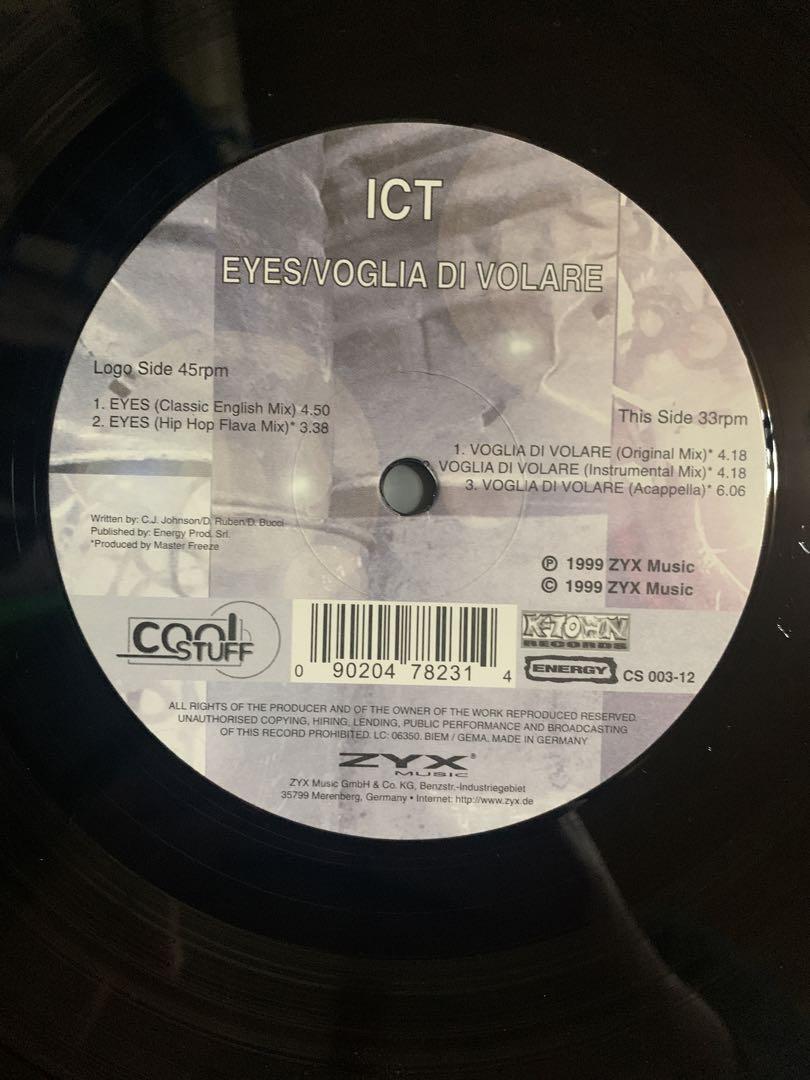 ICT
EYES/VOGLIA DI VOLARE
Logo Side 45rpm
1. EYES (Classic English Mix) 4.50
2. EYES (Hip Hop Flava Mix)* 3.38
This Side 33rpm
1. VOGLIA DI VOLARE (Original Mix)* 4.18
2. VOGLIA DI VOLARE (Instrumental Mix)* 4.18
3. VOGLIA DI VOLARE (Acappella)* 6.06
Written by: C.J. Johnson/D. Ruben/D. Bucci
Published by: Energy Prod. Srl.
*Produced by Master Freeze
℗ 1999 ZYX Music
© 1999 ZYX Music
cool
STUFF
0 90204 78231 4
K-TOWN
RECORDS
ENERGY
CS 003-12
ALL RIGHTS OF THE PRODUCER AND OF THE OWNER OF THE WORK REPRODUCED RESERVED.
UNAUTHORISED COPYING, HIRING, LENDING, PUBLIC PERFORMANCE AND BROADCASTING
OF THIS RECORD PROHIBITED. LC: 06350. BIEM / GEMA. MADE IN GERMANY
ZYX®
MUSIC
ZYX Music GmbH & Co. KG, Benzstr.-Industriegebiet
35799 Merenberg, Germany • Internet: http://www.zyx.de